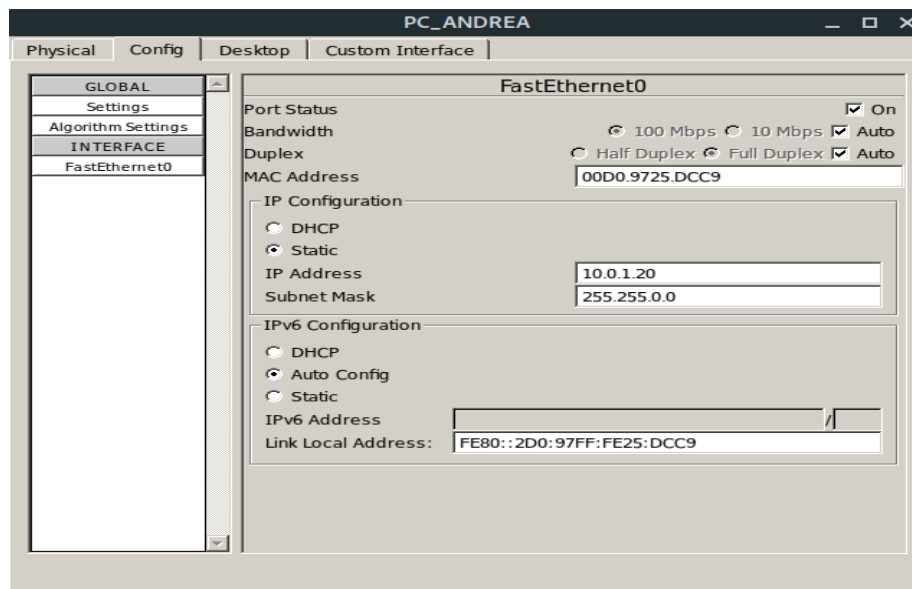 PC_ANDREA
Physical Config Desktop Custom Interface
GLOBAL
Settings
Algorithm Settings
INTERFACE
FastEthernet0
FastEthernet0
Port Status On
Bandwidth 100 Mbps 10 Mbps Auto
Duplex Half Duplex Full Duplex Auto
MAC Address 00D0.9725.DCC9
IP Configuration
DHCP
Static
IP Address 10.0.1.20
Subnet Mask 255.255.0.0
IPv6 Configuration
DHCP
Auto Config
Static
IPv6 Address /
Link Local Address: FE80::2D0:97FF:FE25:DCC9